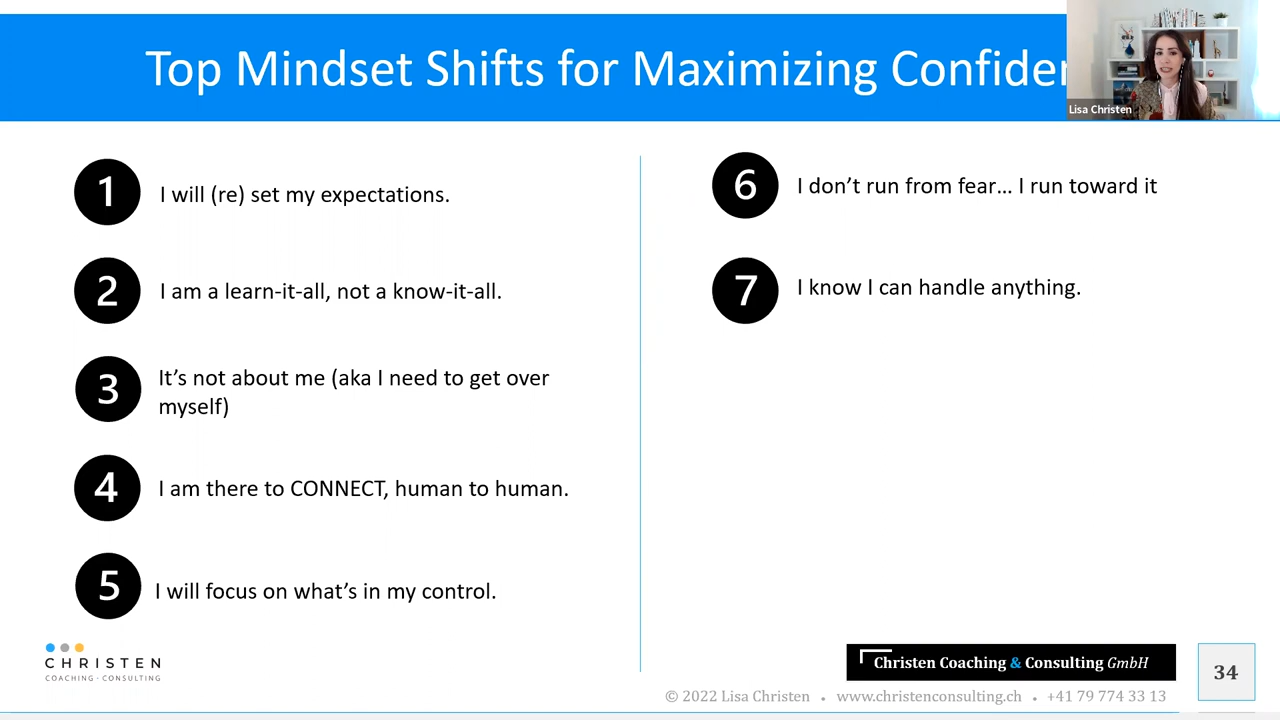 Top Mindset Shifts for Maximizing
Lisa Christen
1 I will (re) set my expectations.
2 I am a learn-it-all, not a know-it-all.
3 It’s not about me (aka I need to get over
myself)
4 I am there to CONNECT, human to human.
5 I will focus on what’s in my control.
6 I don’t run from fear… I run toward it
7 I know I can handle anything.
CHRISTEN
COACHING · CONSULTING
Christen Coaching & Consulting GmbH
34
© 2022 Lisa Christen • www.christenconsulting.ch • +41 79 774 33 13